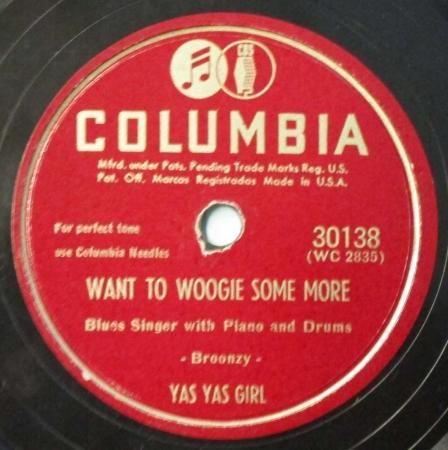 CBS
COLUMBIA
Mfrd. under Pats. Pending Trade Marks Reg. U.S.
Pat. Off. Marcas Registradas Made in U.S.A.
For perfect tone
use Columbia Needles
30138
(WC 2835)
WANT TO WOOGIE SOME MORE
Blues Singer with Piano and Drums
- Broonzy -
YAS YAS GIRL